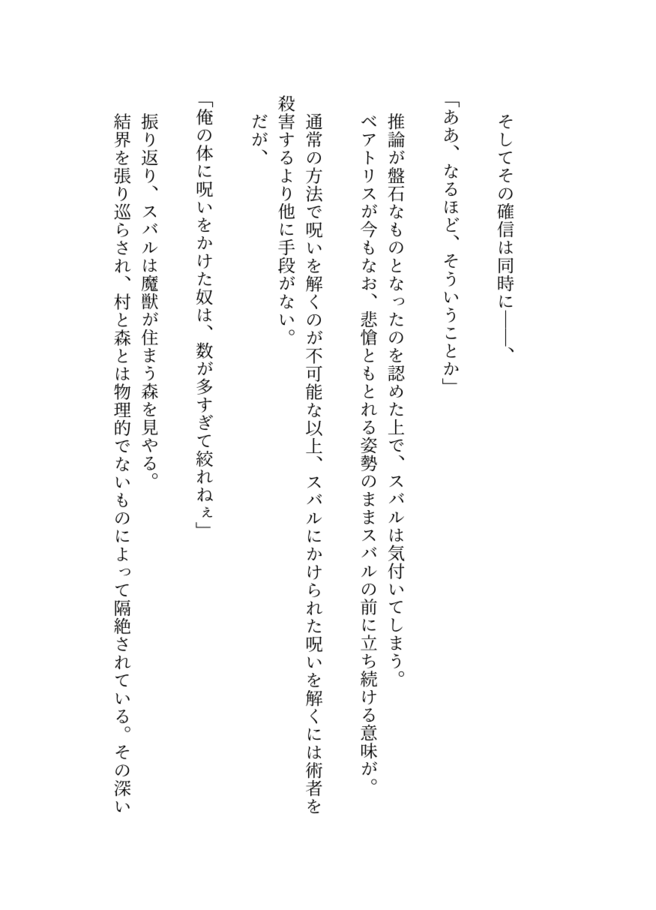 そしてその確信は同時に――、
「ああ、なるほど、そういうことか」
推論が盤石なものとなったのを認めた上で、スバルは気付いてしまう。
ベアトリスが今もなお、悲愴ともとれる姿勢のままスバルの前に立ち続ける意味が。
通常の方法で呪いを解くのが不可能な以上、スバルにかけられた呪いを解くには術者を
殺害するより他に手段がない。
だが、
「俺の体に呪いをかけた奴は、数が多すぎて絞れねぇ」
振り返り、スバルは魔獣が住まう森を見やる。
結界を張り巡らされ、村と森とは物理的でないものによって隔絶されている。その深い